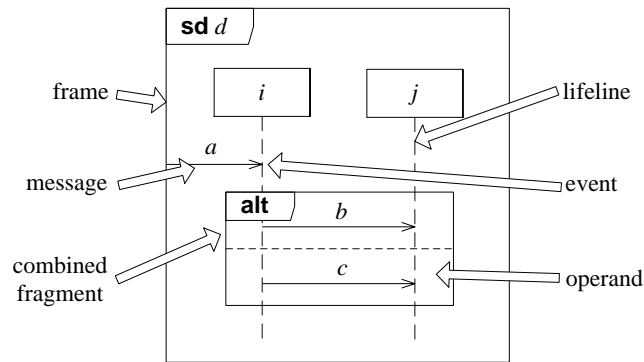 sd d
i j
frame
lifeline
a
message
event
alt
b
combined
fragment
c
operand